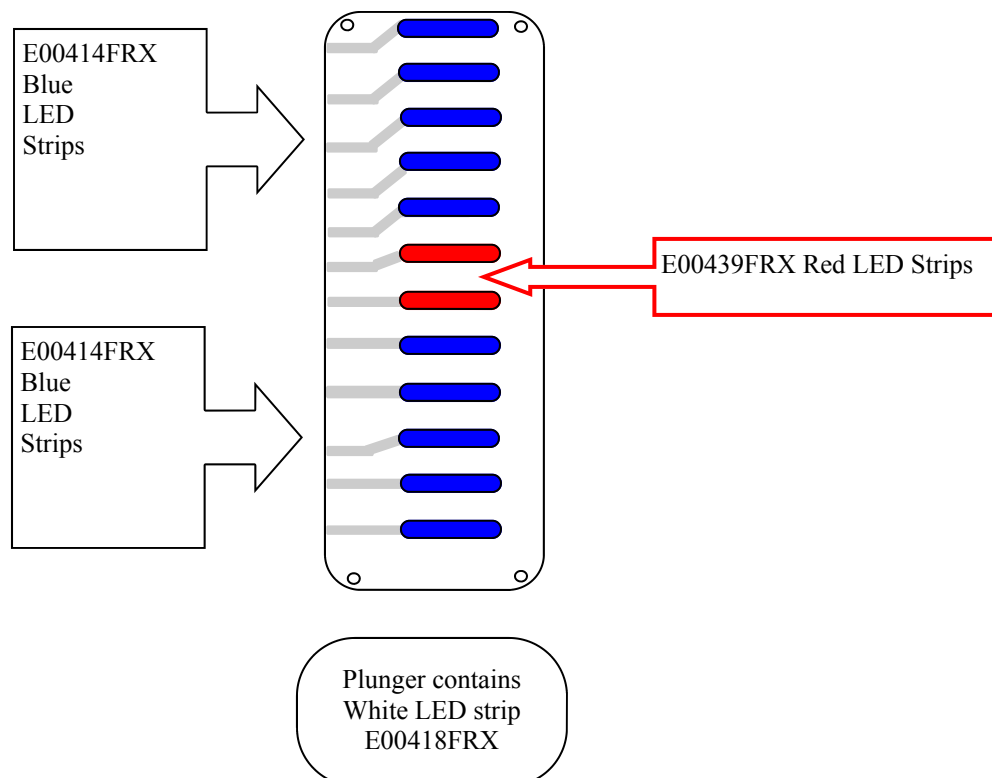 E00414FRX
Blue
LED
Strips
E00439FRX Red LED Strips
E00414FRX
Blue
LED
Strips
Plunger contains
White LED strip
E00418FRX